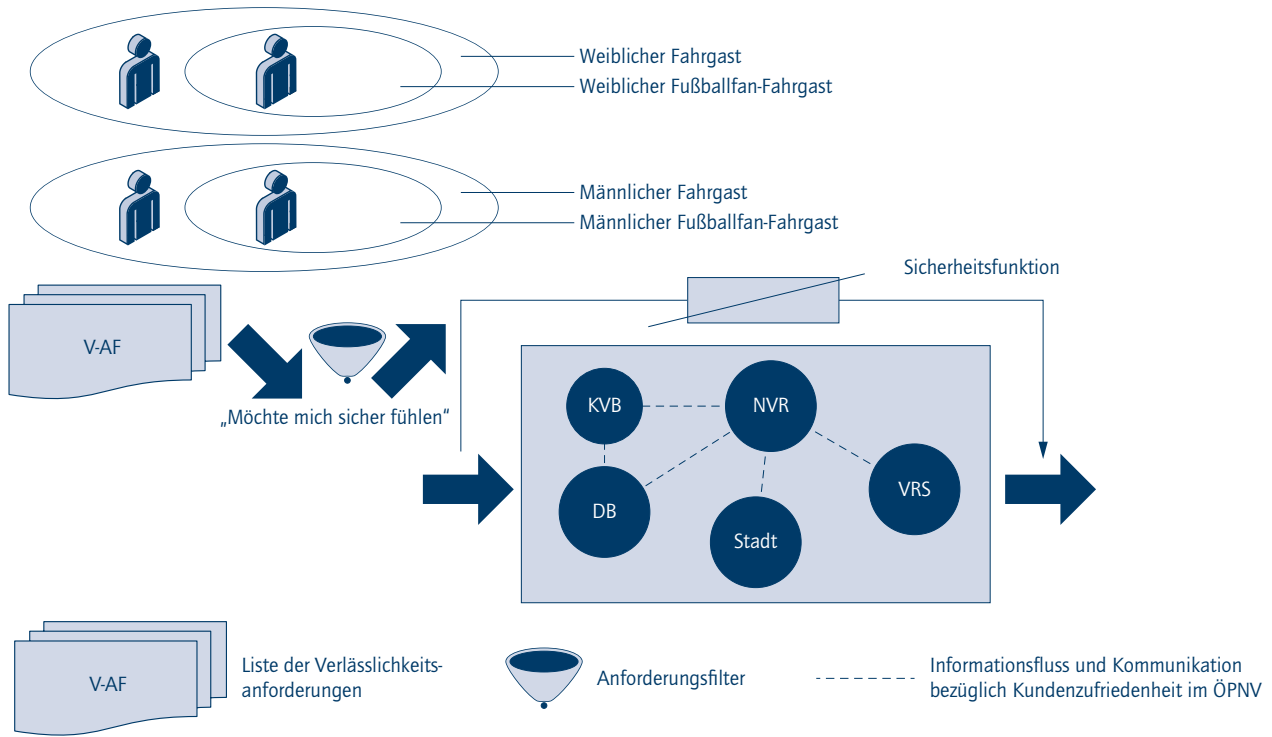 Weiblicher Fahrgast
Weiblicher Fußballfan-Fahrgast
Männlicher Fahrgast
Männlicher Fußballfan-Fahrgast
Sicherheitsfunktion
V-AF
„Möchte mich sicher fühlen“
KVB
NVR
VRS
DB
Stadt
V-AF
Liste der Verlässlichkeits-
anforderungen
Anforderungsfilter
Informationsfluss und Kommunikation
bezüglich Kundenzufriedenheit im ÖPNV